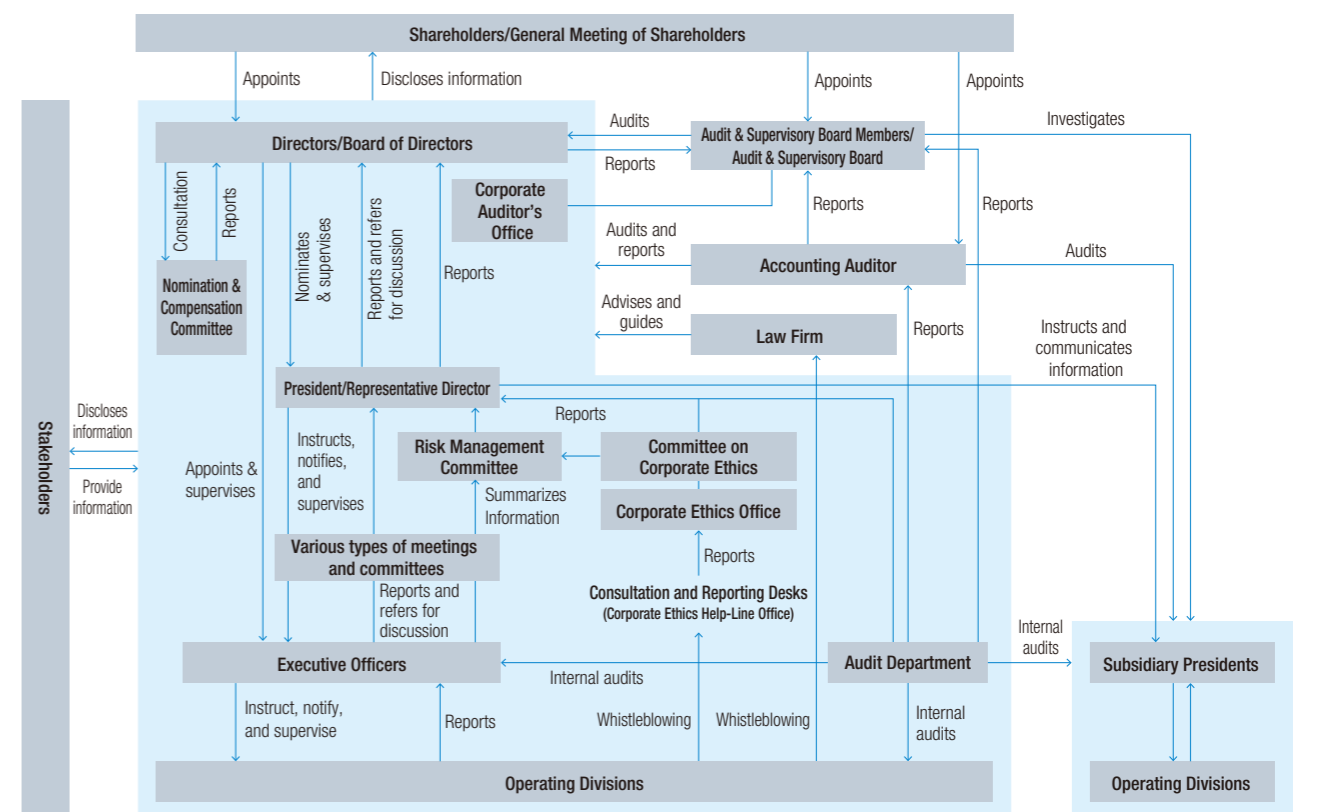 Shareholders/General Meeting of Shareholders
Appoints
Discloses information
Appoints
Appoints
Directors/Board of Directors
Audits
Reports
Audit & Supervisory Board Members/
Audit & Supervisory Board
Investigates
Consultation
Reports
Nominates
& supervises
Reports and refers
for discussion
Reports
Corporate
Auditor's
Office
Reports
Reports
Audits and
reports
Accounting Auditor
Audits
Nomination &
Compensation
Committee
Advises and
guides
Law Firm
Reports
Instructs and
communicates
information
President/Representative Director
Reports
Stakeholders
Discloses
information
Provide
information
Appoints &
supervises
Instructs,
notifies,
and
supervises
Risk Management
Committee
Committee on
Corporate Ethics
Summarizes
Information
Corporate Ethics Office
Various types of meetings
and committees
Reports
Reports and
refers for
discussion
Consultation and Reporting Desks
(Corporate Ethics Help-Line Office)
Executive Officers
Internal audits
Audit Department
Internal
audits
Subsidiary Presidents
Instruct, notify,
and supervise
Reports
Whistleblowing
Whistleblowing
Internal
audits
Operating Divisions
Operating Divisions